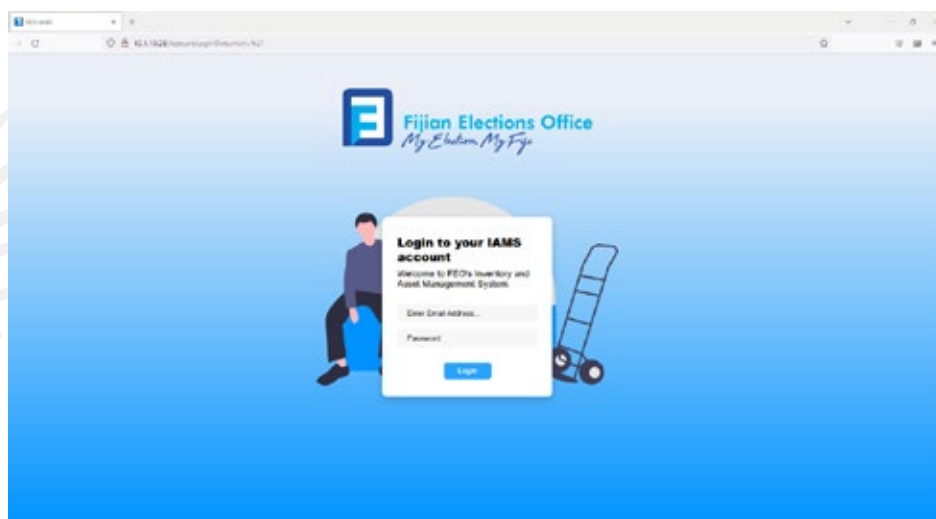 Fijian Elections Office
My Election, My Fiji
Login to your IAMS
account
Welcome to FEO's Inventory and
Asset Management System
Enter Email Address...
Password
Login